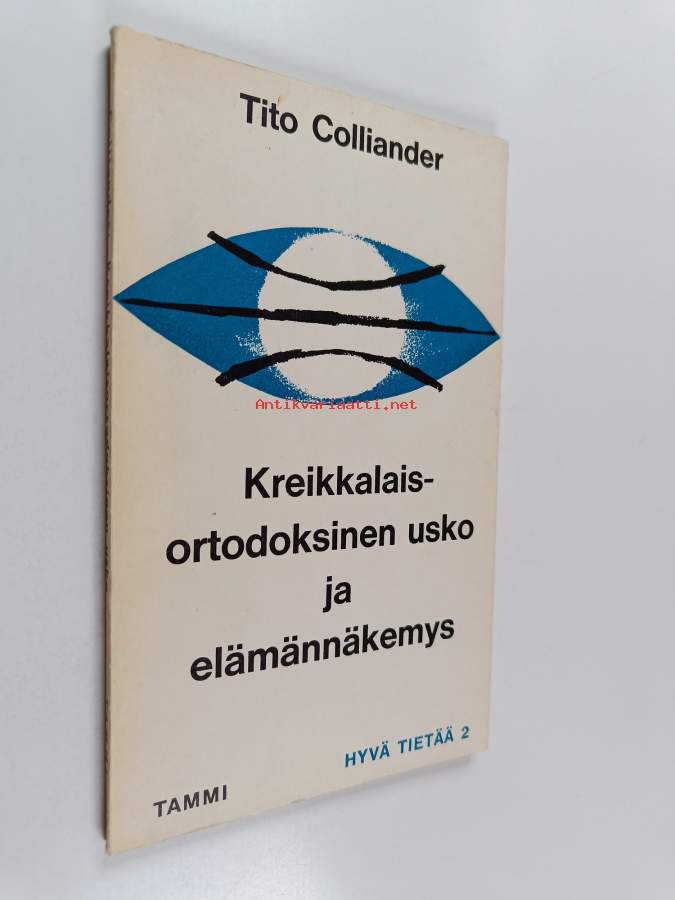 Tito Colliander
Antikvariaatti.net
Kreikkalais-
ortodoksinen usko
ja
elämännäkemys
HYVÄ TIETÄÄ 2
TAMMI